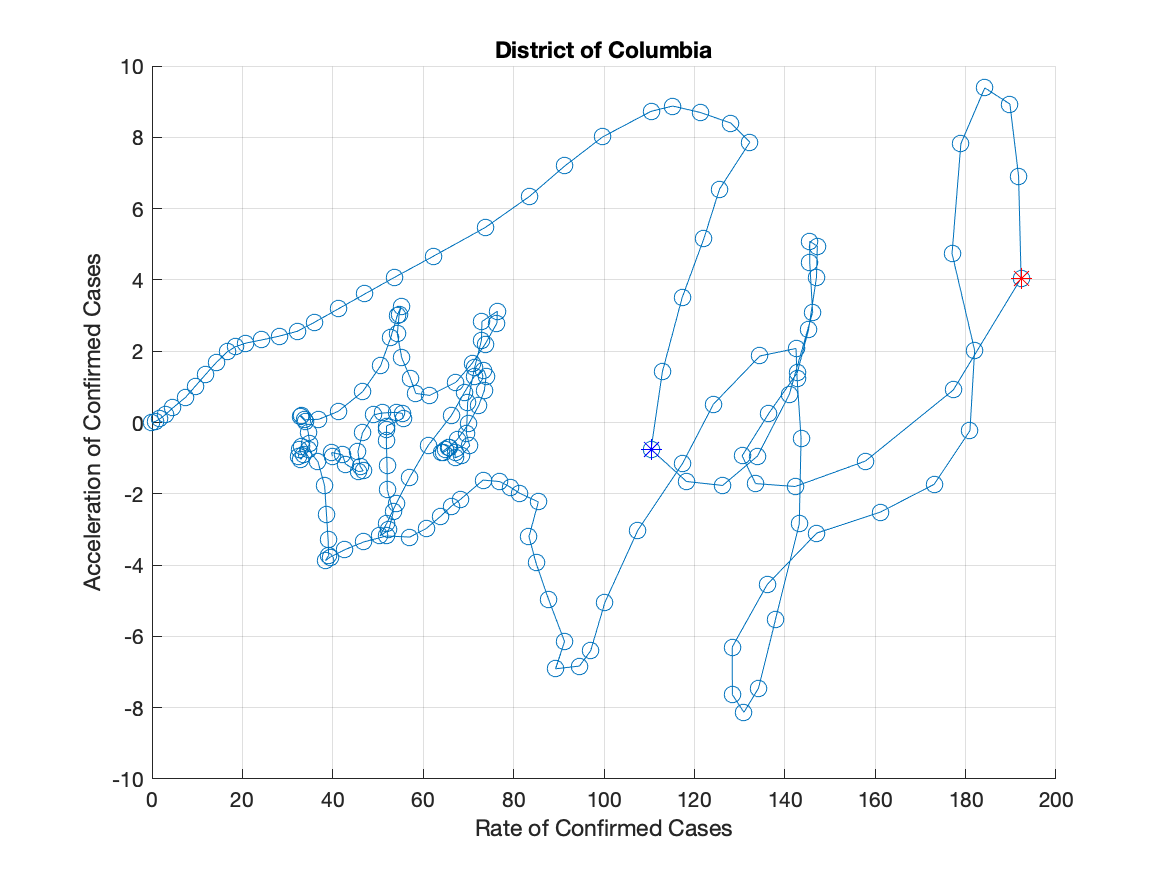 District of Columbia
10
8
6
4
2
0
-2
-4
-6
-8
-10
Acceleration of Confirmed Cases
0 20 40 60 80 100 120 140 160 180 200
Rate of Confirmed Cases